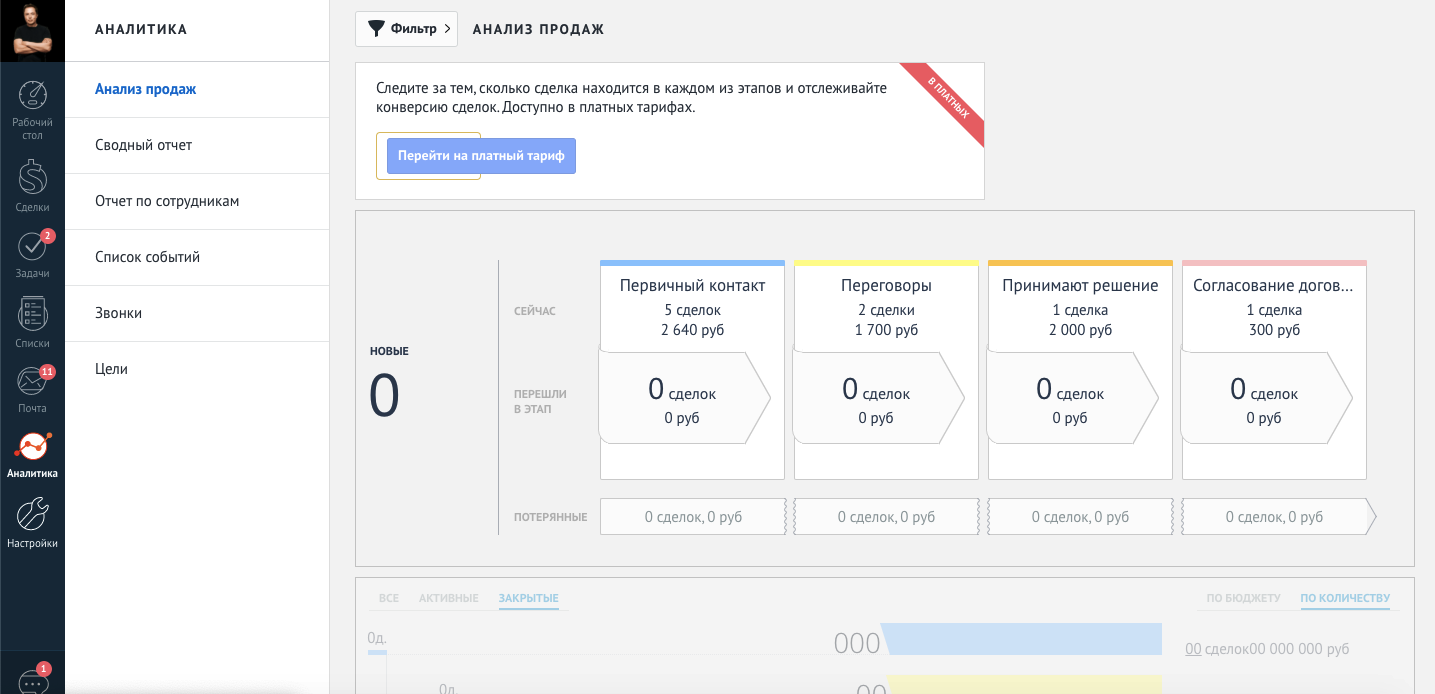 АНАЛИТИКА
Фильтр
АНАЛИЗ ПРОДАЖ
Рабочий
стол
Сделки
2
Задачи
Списки
11
Почта
Аналитика
Настройки
1
Анализ продаж
Сводный отчет
Отчет по сотрудникам
Список событий
Звонки
Цели
Следите за тем, сколько сделка находится в каждом из этапов и отслеживайте
конверсию сделок. Доступно в платных тарифах.
Перейти на платный тариф
В ПЛАТНЫХ
НОВЫЕ
0
СЕЙЧАС
ПЕРЕШЛИ
В ЭТАП
ПОТЕРЯННЫЕ
Первичный контакт
5 сделок
2 640 руб
0 сделок
0 руб
0 сделок, 0 руб
Переговоры
2 сделки
1 700 руб
0 сделок
0 руб
0 сделок, 0 руб
Принимают решение
1 сделка
2 000 руб
0 сделок
0 руб
0 сделок, 0 руб
Согласование догов...
1 сделка
300 руб
0 сделок
0 руб
0 сделок, 0 руб
ВСЕ АКТИВНЫЕ ЗАКРЫТЫЕ
ПО БЮДЖЕТУ ПО КОЛИЧЕСТВУ
0д.
000
00 сделок00 000 000 руб
0д.
00